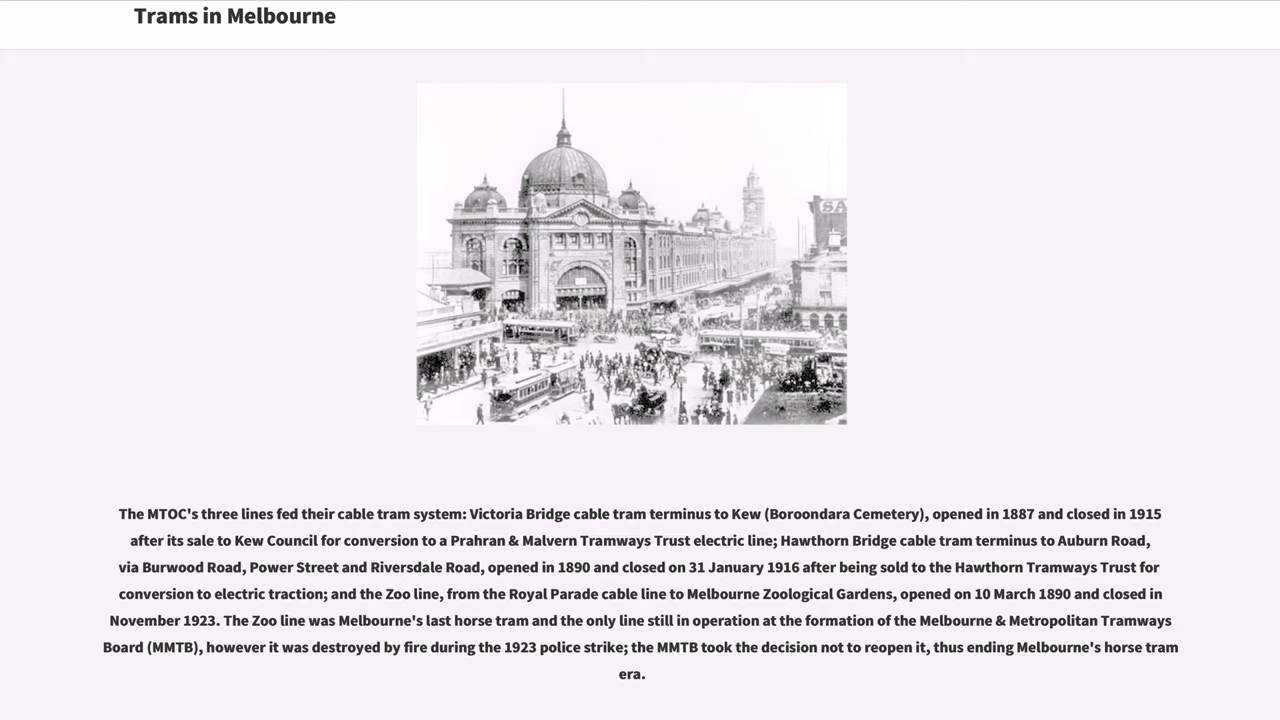 Trams in Melbourne
SA
The MTOC's three lines fed their cable tram system: Victoria Bridge cable tram terminus to Kew (Boroondara Cemetery), opened in 1887 and closed in 1915
after its sale to Kew Council for conversion to a Prahran & Malvern Tramways Trust electric line; Hawthorn Bridge cable tram terminus to Auburn Road,
via Burwood Road, Power Street and Riversdale Road, opened in 1890 and closed on 31 January 1916 after being sold to the Hawthorn Tramways Trust for
conversion to electric traction; and the Zoo line, from the Royal Parade cable line to Melbourne Zoological Gardens, opened on 10 March 1890 and closed in
November 1923. The Zoo line was Melbourne's last horse tram and the only line still in operation at the formation of the Melbourne & Metropolitan Tramways
Board (MMTB), however it was destroyed by fire during the 1923 police strike; the MMTB took the decision not to reopen it, thus ending Melbourne's horse tram
era.